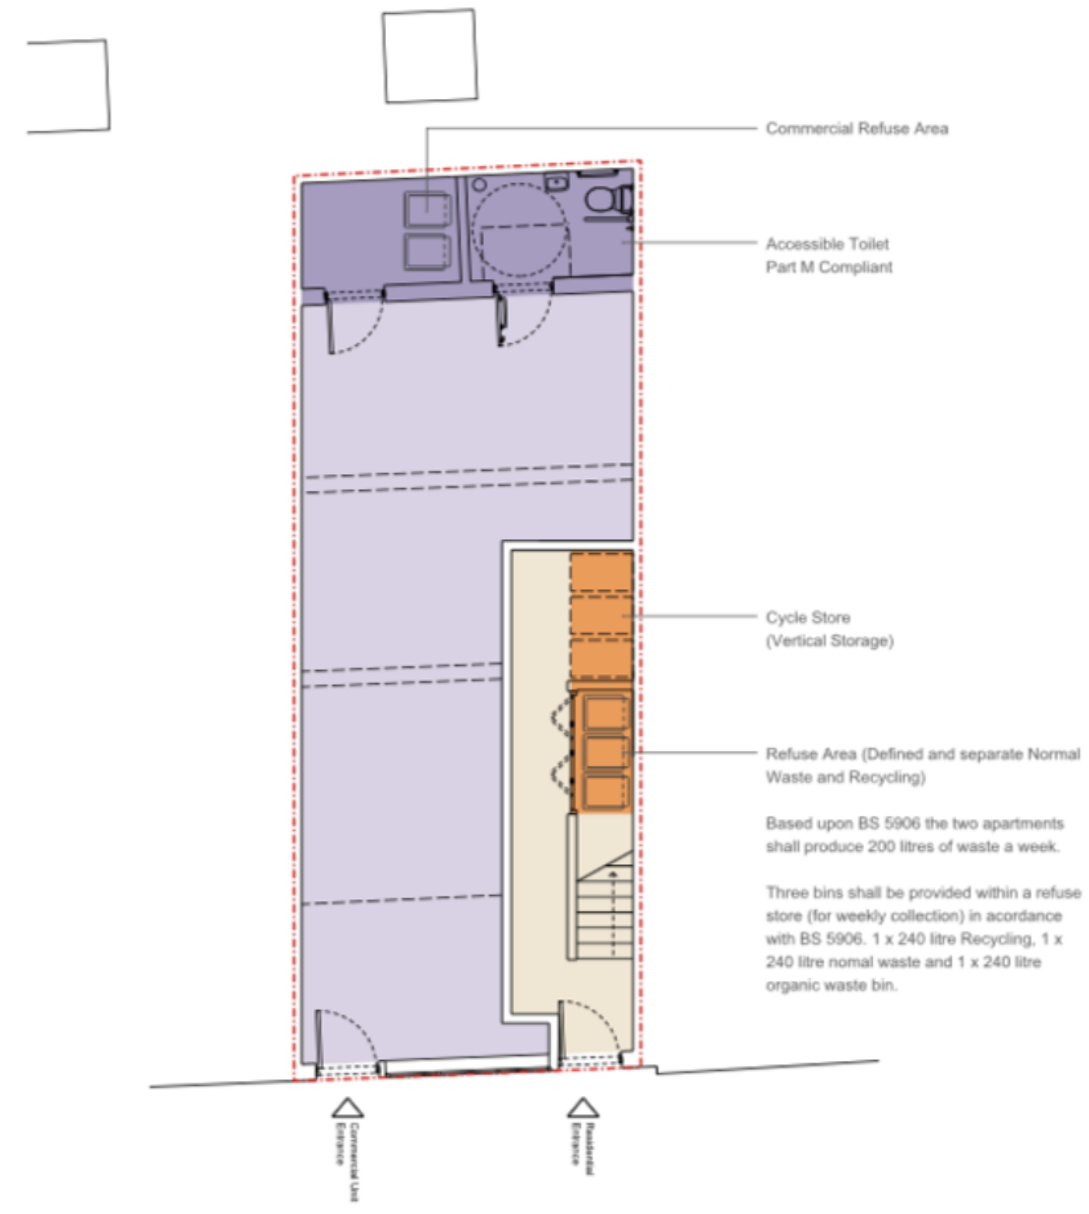 Commercial Refuse Area
Accessible Toilet
Part M Compliant
Cycle Store
(Vertical Storage)
Refuse Area (Defined and separate Normal
Waste and Recycling)
Based upon BS 5906 the two apartments
shall produce 200 litres of waste a week.
Three bins shall be provided within a refuse
store (for weekly collection) in acordance
with BS 5906. 1 x 240 litre Recycling, 1 x
240 litre nomal waste and 1 x 240 litre
organic waste bin.
Commercial Unit
Entrance
Residential
Entrance